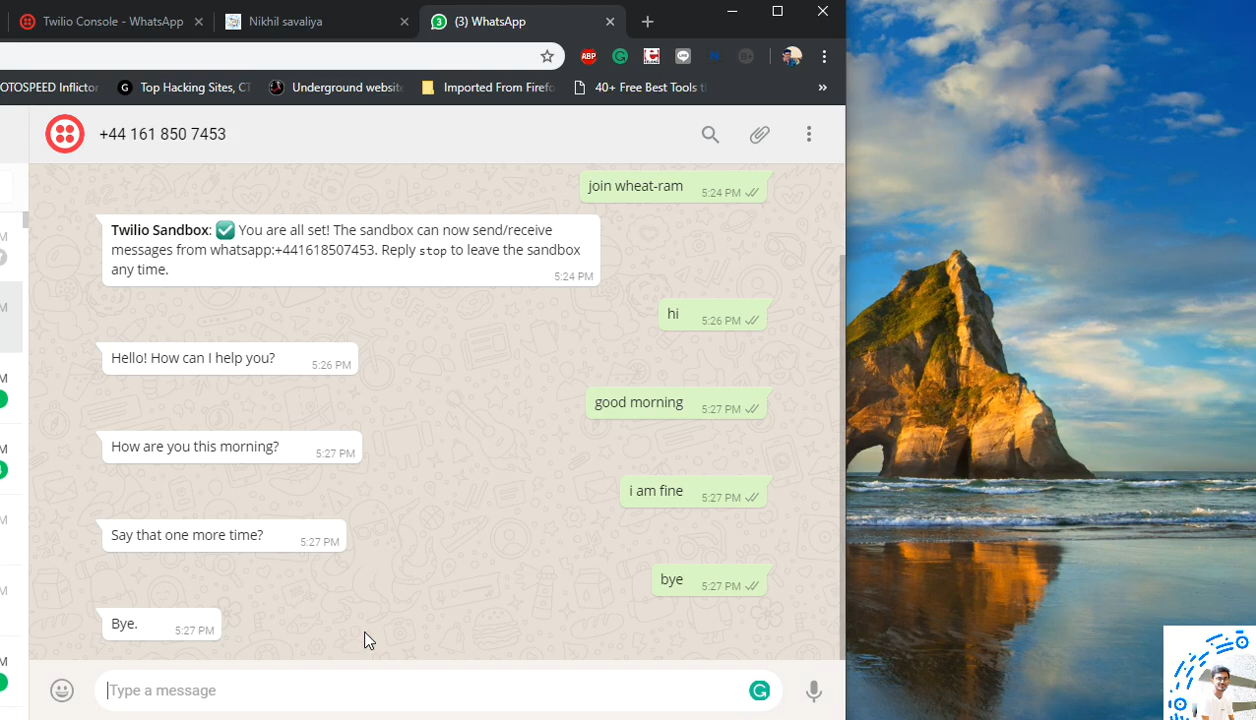 Twilio Console - WhatsApp
Nikhil savaliya
3
(3) WhatsApp
ABP
OTOSPEED Inflictor
Top Hacking Sites, CT
Underground website
Imported From Firefo
40+ Free Best Tools
+44 161 850 7453
join wheat-ram 5:24 PM
Twilio Sandbox: ✅ You are all set! The sandbox can now send/receive
messages from whatsapp:+441618507453. Reply stop to leave the sandbox
any time.
5:24 PM
hi 5:26 PM
Hello! How can I help you? 5:26 PM
good morning 5:27 PM
How are you this morning? 5:27 PM
i am fine 5:27 PM
Say that one more time? 5:27 PM
bye 5:27 PM
Bye. 5:27 PM
Type a message